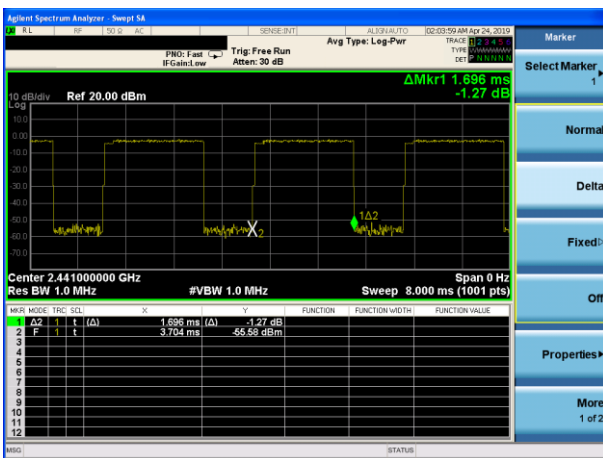 Agilent Spectrum Analyzer - Swept SA
RL RF 50 Ω AC SENSE:INT ALIGNAUTO 02:03:59 AM Apr 24, 2019
PNO: Fast Trig: Free Run Avg Type: Log-Pwr TRACE 1 2 3 4 5 6
IFGain:Low Atten: 30 dB TYPE
DET P N N N N N
Marker
Select Marker
1
Normal
Delta
Fixed
Off
Properties
More
1 of 2
ΔMkr1 1.696 ms
-1.27 dB
10 dB/div Ref 20.00 dBm
Log
10.0
0.00
-10.0
-20.0
-30.0
-40.0
-50.0
-60.0
-70.0
1Δ2
X2
Center 2.441000000 GHz Span 0 Hz
Res BW 1.0 MHz #VBW 1.0 MHz Sweep 8.000 ms (1001 pts)
MKR MODE TRC SCL X Y FUNCTION FUNCTION WIDTH FUNCTION VALUE
1 Δ2 1 t (Δ) 1.696 ms (Δ) -1.27 dB
2 F 1 t 3.704 ms -55.58 dBm
3
4
5
6
7
8
9
10
11
12
MSG STATUS